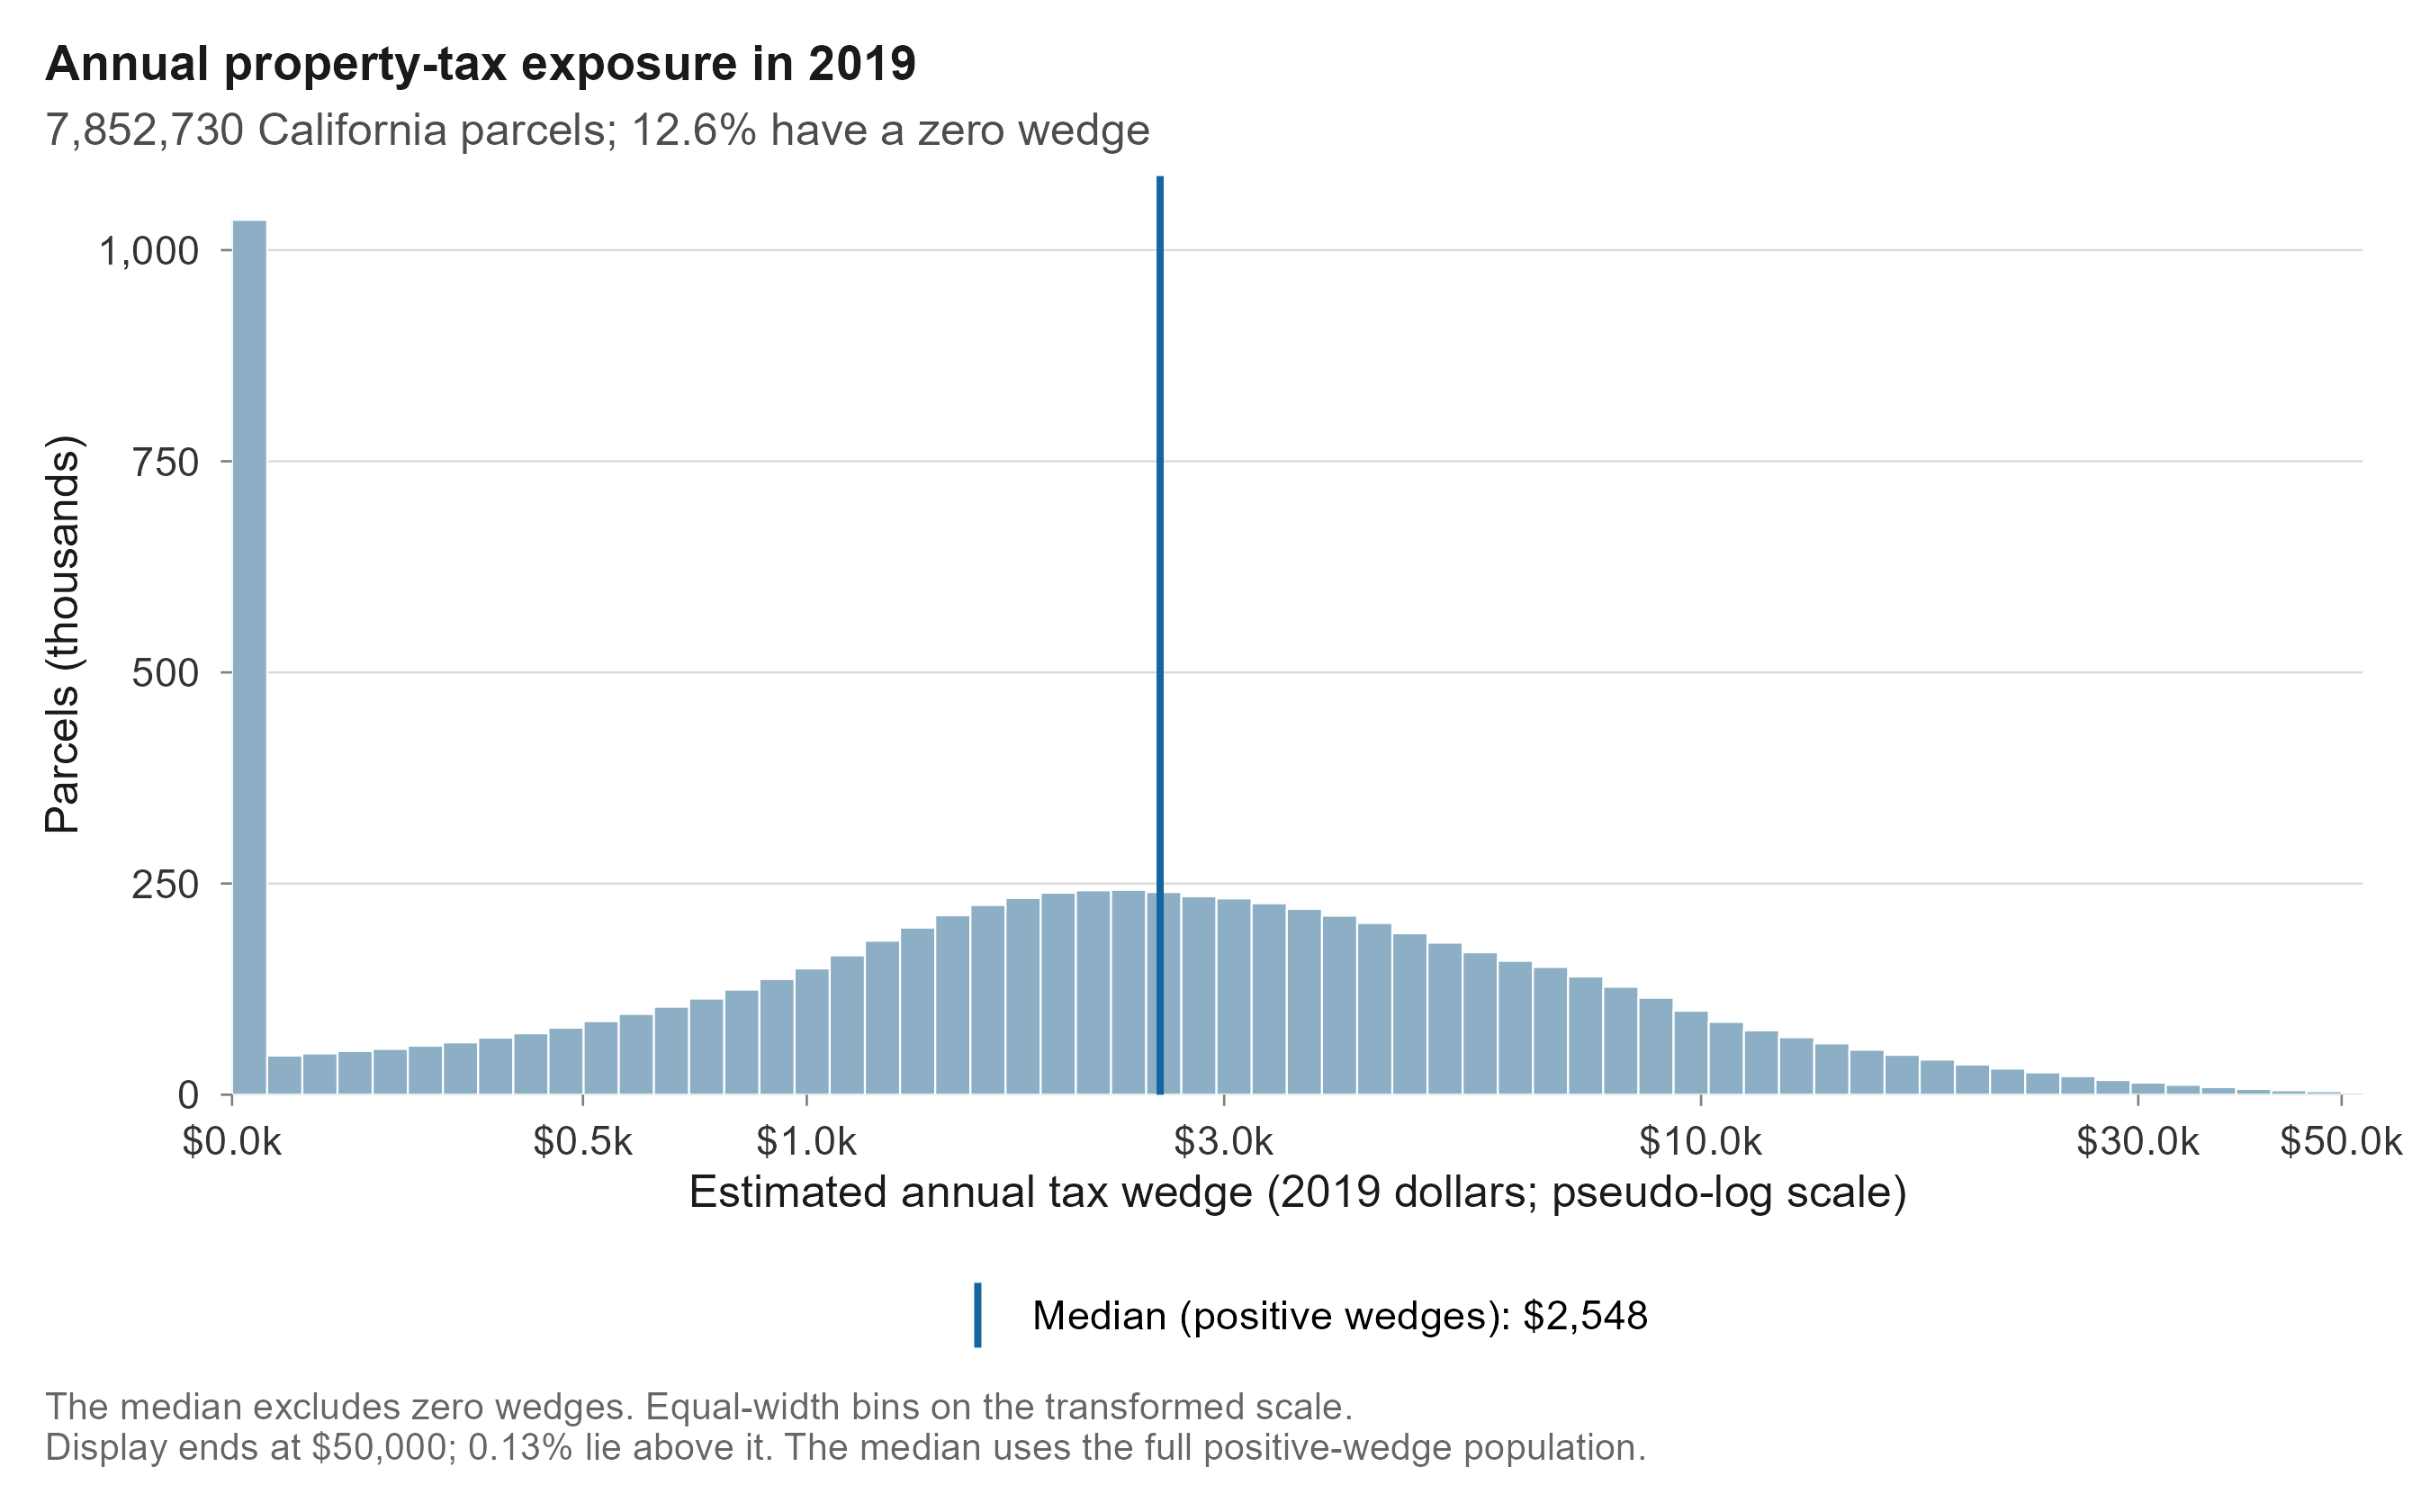 Annual property-tax exposure in 2019
7,852,730 California parcels; 12.6% have a zero wedge
Parcels (thousands)
1,000
750
500
250
0
$0.0k $0.5k $1.0k $3.0k $10.0k $30.0k $50.0k
Estimated annual tax wedge (2019 dollars; pseudo-log scale)
Median (positive wedges): $2,548
The median excludes zero wedges. Equal-width bins on the transformed scale.
Display ends at $50,000; 0.13% lie above it. The median uses the full positive-wedge population.